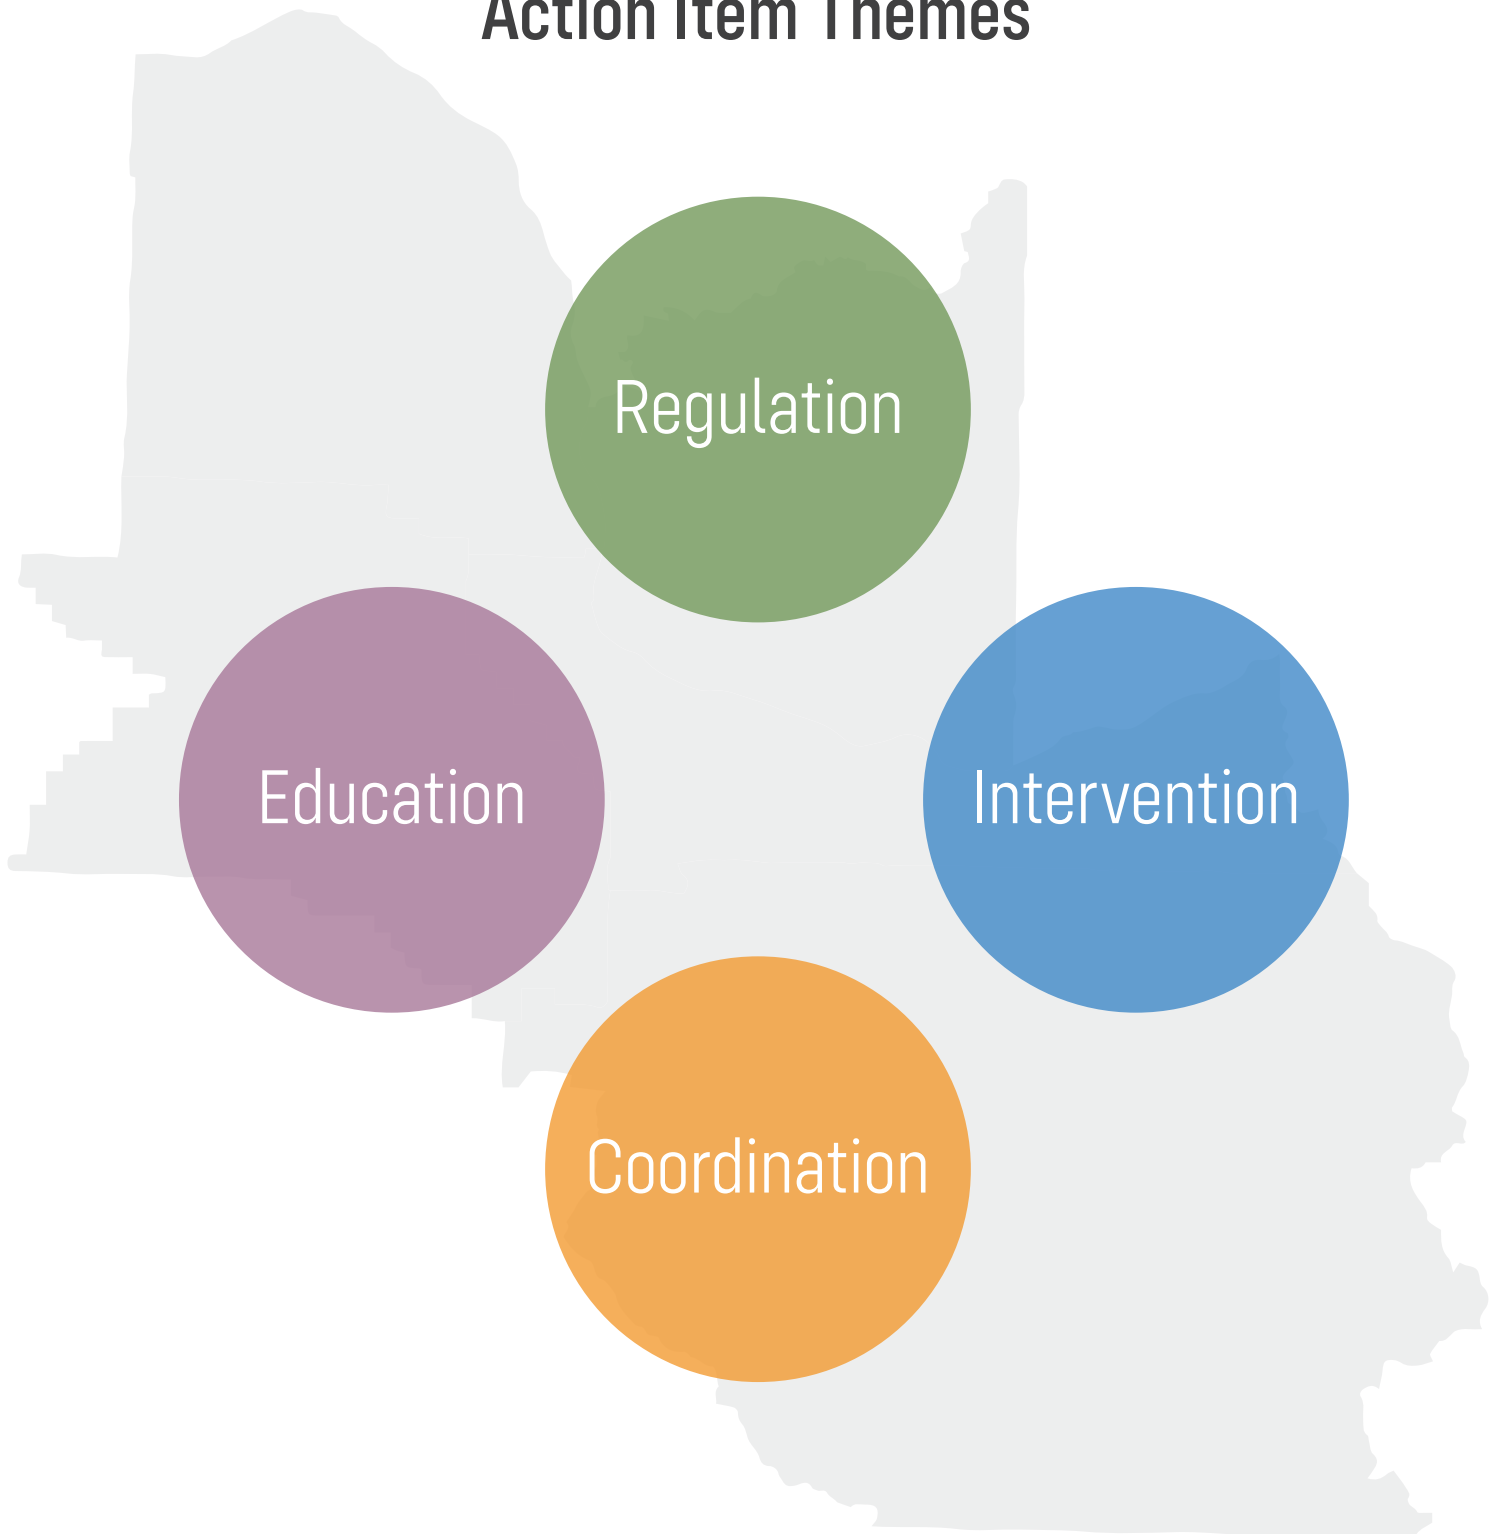 Action Item Themes
Regulation
Education
Intervention
Coordination